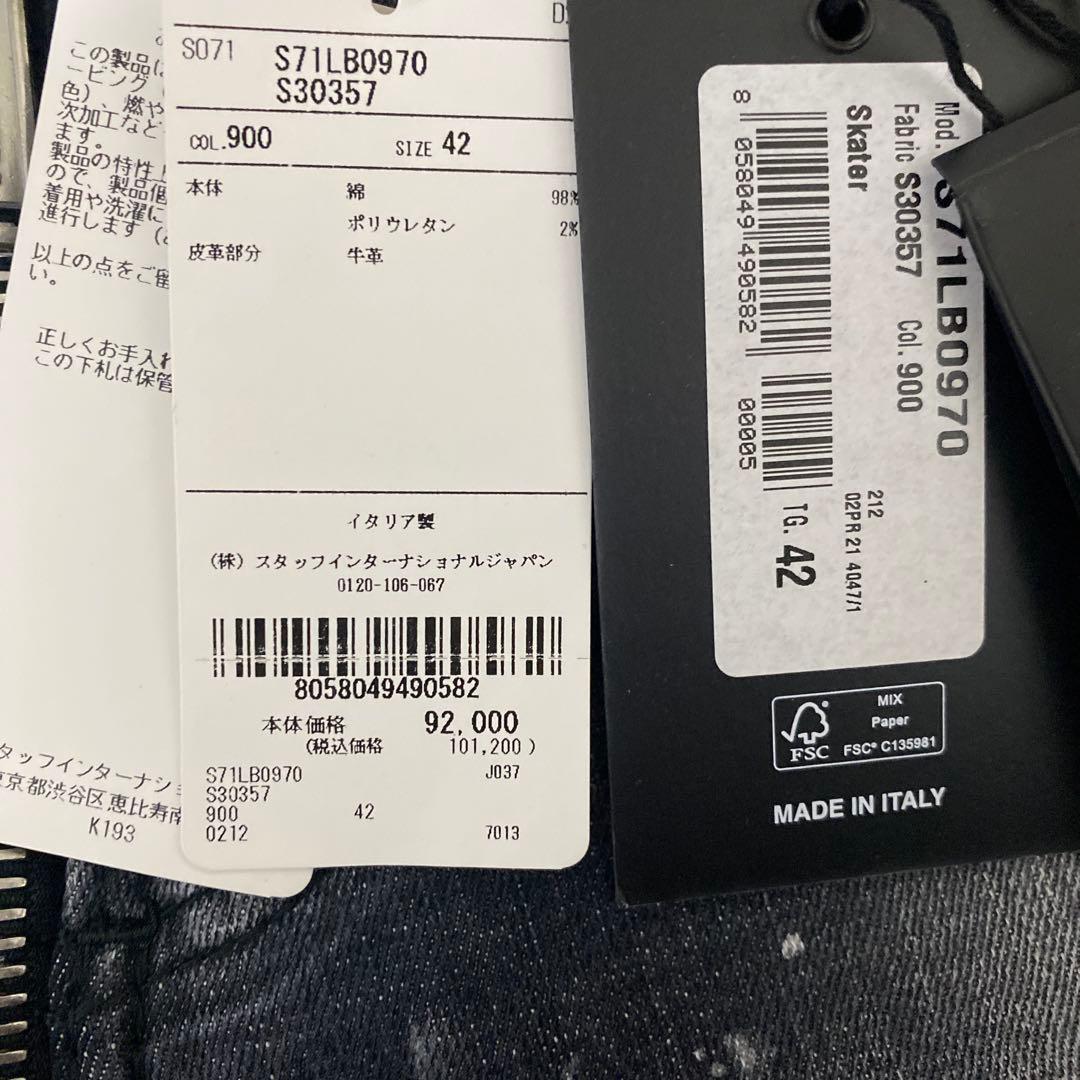 この製品は
ービング
色)、燃や
次加工など
ます。
製品の特性上
ので、製品個
着用や洗濯に
進行します
以上の点をご留
い。
正しくお手入れ
この下札は保管
タッフインターナショ
東京都渋谷区恵比寿南
K193
S071
S71LB0970
S30357
COL.900 SIZE 42
本体 綿 98%
ポリウレタン 2%
皮革部分 牛革
イタリア製
(株) スタッフインターナショナルジャパン
0120-106-067
8058049490582
本体価格 92,000
(税込価格 101,200 )
S71LB0970 J037
S30357
900 42
0212 7013
Mod. S71LB0970
Fabric S30357 Col.900
Skater
8 058049 490582 00005
212
02PR21 4047/1
TG. 42
FSC
MIX
Paper
FSC® C135981
MADE IN ITALY